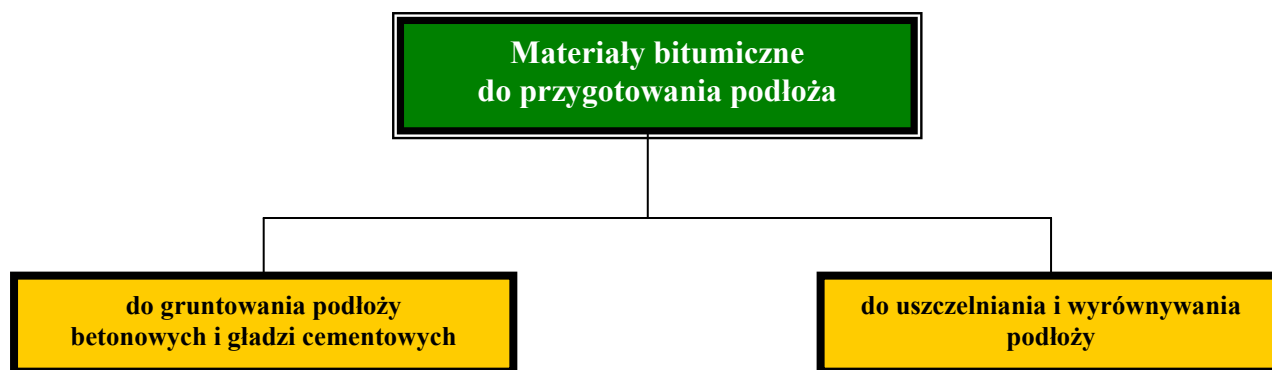 Materiały bitumiczne
do przygotowania podłoża
do gruntowania podłoży
betonowych i gładzi cementowych
do uszczelniania i wyrównywania
podłoży